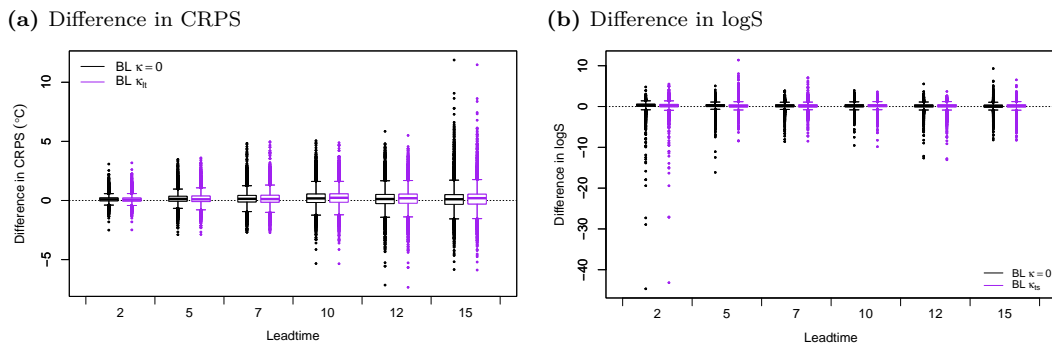 (a) Difference in CRPS
BL κ = 0
BL κlt
Difference in CRPS (°C)
10
5
0
−5
2 5 7 10 12 15
Leadtime
(b) Difference in logS
Difference in logS
10
0
−10
−20
−30
−40
BL κ = 0
BL κts
2 5 7 10 12 15
Leadtime